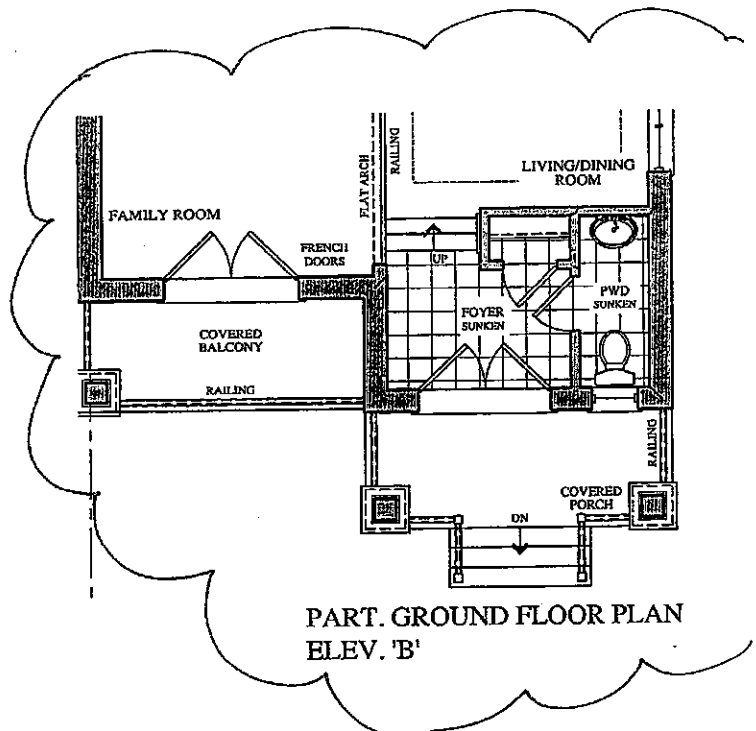 FLAT ARCH
RAILING
LIVING/DINING
ROOM
FAMILY ROOM
FRENCH
DOORS
UP
PWD
SUNKEN
FOYER
SUNKEN
COVERED
BALCONY
RAILING
RAILING
COVERED
PORCH
DN
PART. GROUND FLOOR PLAN
ELEV. 'B'